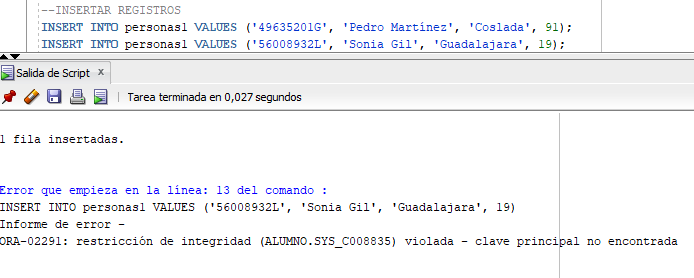 --INSERTAR REGISTROS
INSERT INTO personas1 VALUES ('49635201G', 'Pedro Martínez', 'Coslada', 91);
INSERT INTO personas1 VALUES ('56008932L', 'Sonia Gil', 'Guadalajara', 19);
Salida de Script x
Tarea terminada en 0,027 segundos
1 fila insertadas.
Error que empieza en la línea: 13 del comando :
INSERT INTO personas1 VALUES ('56008932L', 'Sonia Gil', 'Guadalajara', 19)
Informe de error -
ORA-02291: restricción de integridad (ALUMNO.SYS_C008835) violada - clave principal no encontrada